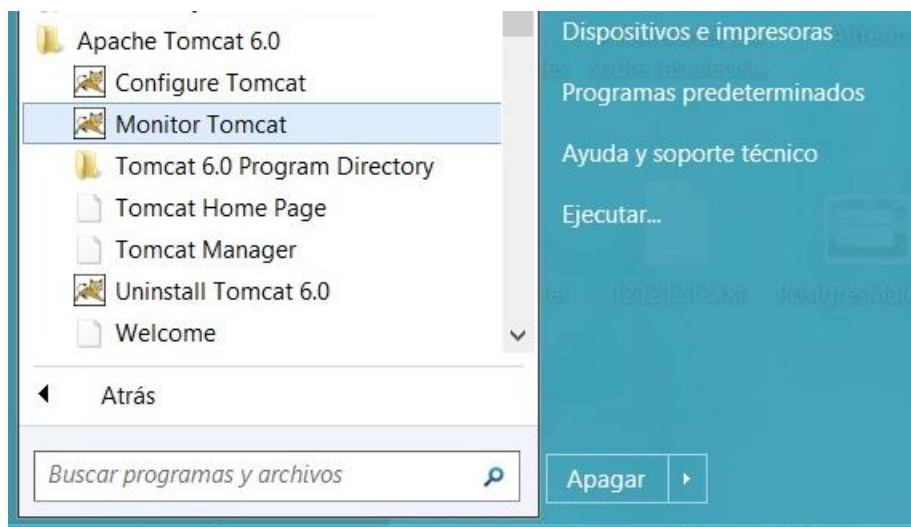 Apache Tomcat 6.0
Configure Tomcat
Monitor Tomcat
Tomcat 6.0 Program Directory
Tomcat Home Page
Tomcat Manager
Uninstall Tomcat 6.0
Welcome
Atrás
Buscar programas y archivos
Dispositivos e impresoras
Programas predeterminados
Ayuda y soporte técnico
Ejecutar...
Apagar